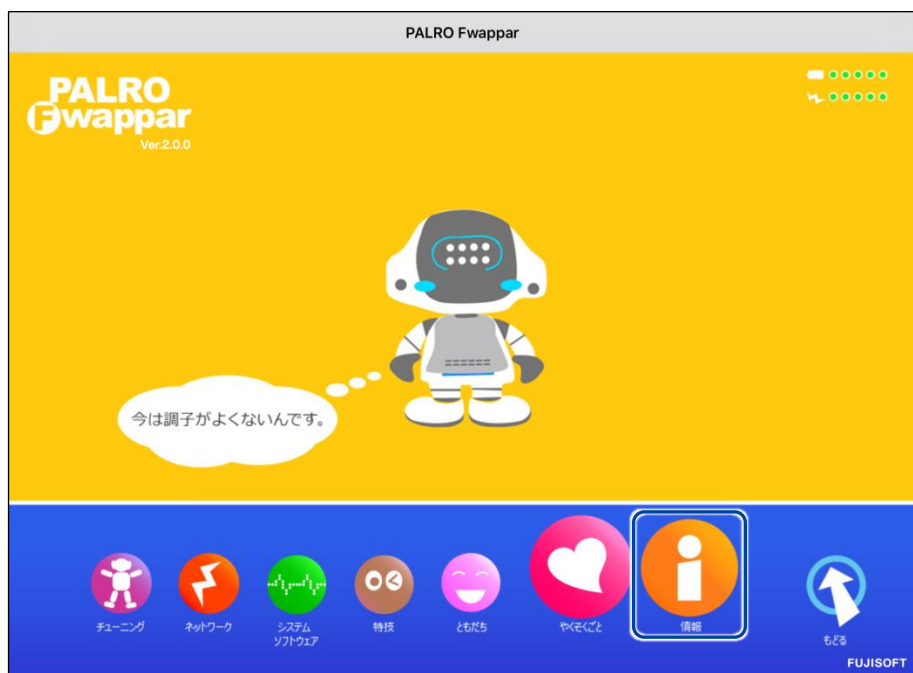 PALRO Fwappar
PALRO
Fwappar
Ver.2.0.0
今は調子がよくないんです。
チューニング
ネットワーク
システム
ソフトウェア
特技
ともだち
やくそくごと
情報
もどる
FUJISOFT